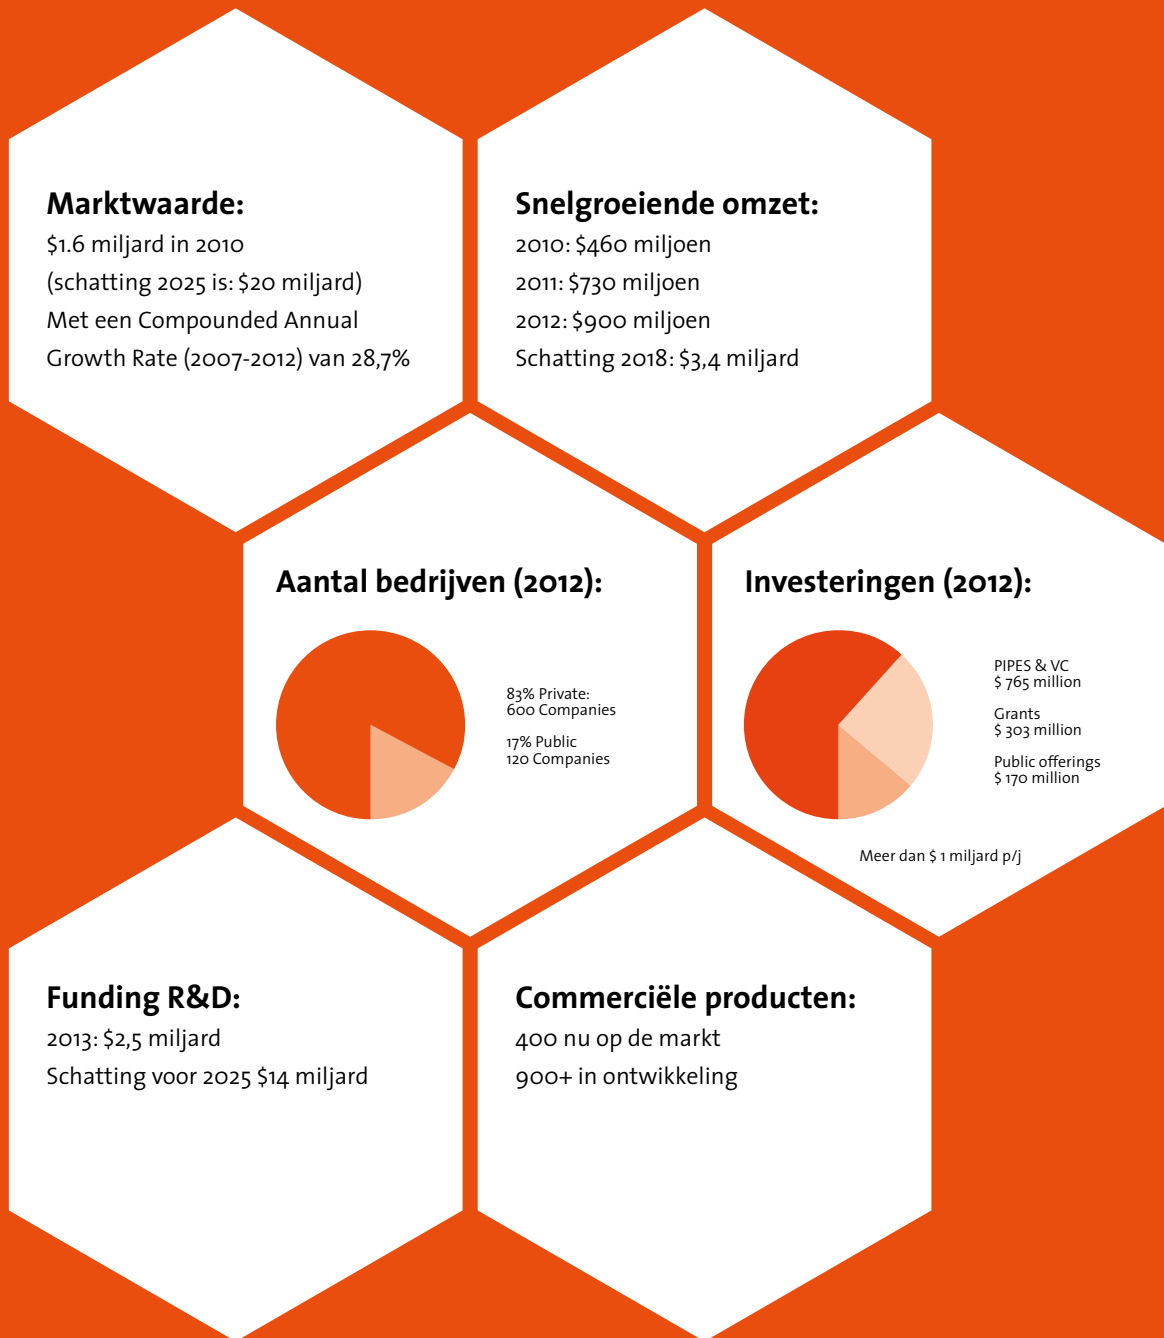 Marktwaarde:
$1.6 miljard in 2010
(schatting 2025 is: $20 miljard)
Met een Compounded Annual
Growth Rate (2007-2012) van 28,7%
Snelgroeiende omzet:
2010: $460 miljoen
2011: $730 miljoen
2012: $900 miljoen
Schatting 2018: $3,4 miljard
Aantal bedrijven (2012):
83% Private:
600 Companies
17% Public
120 Companies
Investeringen (2012):
PIPES & VC
$ 765 million
Grants
$ 303 million
Public offerings
$ 170 million
Meer dan $ 1 miljard p/j
Funding R&D:
2013: $2,5 miljard
Schatting voor 2025 $14 miljard
Commerciële producten:
400 nu op de markt
900+ in ontwikkeling